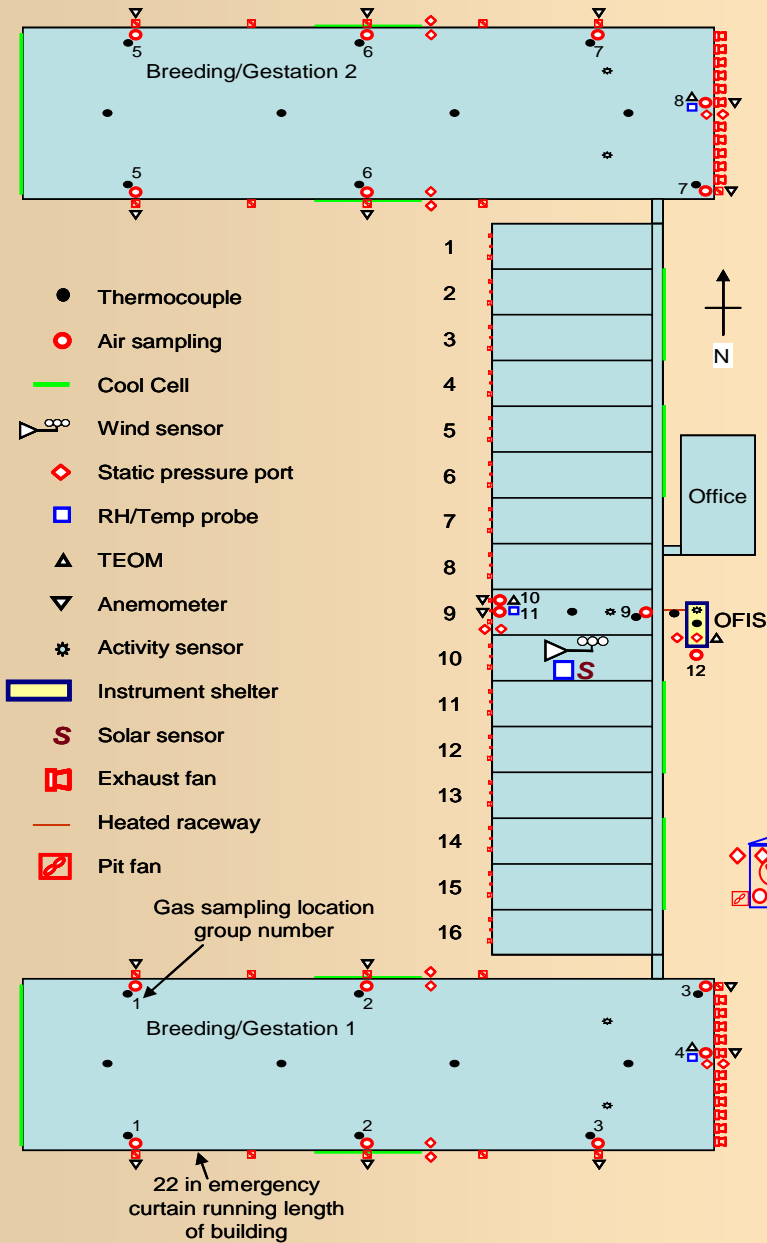 5
6
7
Breeding/Gestation 2
8
5
6
7
Thermocouple
Air sampling
Cool Cell
Wind sensor
Static pressure port
RH/Temp probe
TEOM
Anemometer
Activity sensor
Instrument shelter
S Solar sensor
Exhaust fan
Heated raceway
Pit fan
1
2
3
4
5
6
7
8
9
10
11
12
13
14
15
16
N
Office
10
11
9
OFIS
12
S
Gas sampling location
group number
1
2
3
Breeding/Gestation 1
4
1
2
3
22 in emergency
curtain running length
of building